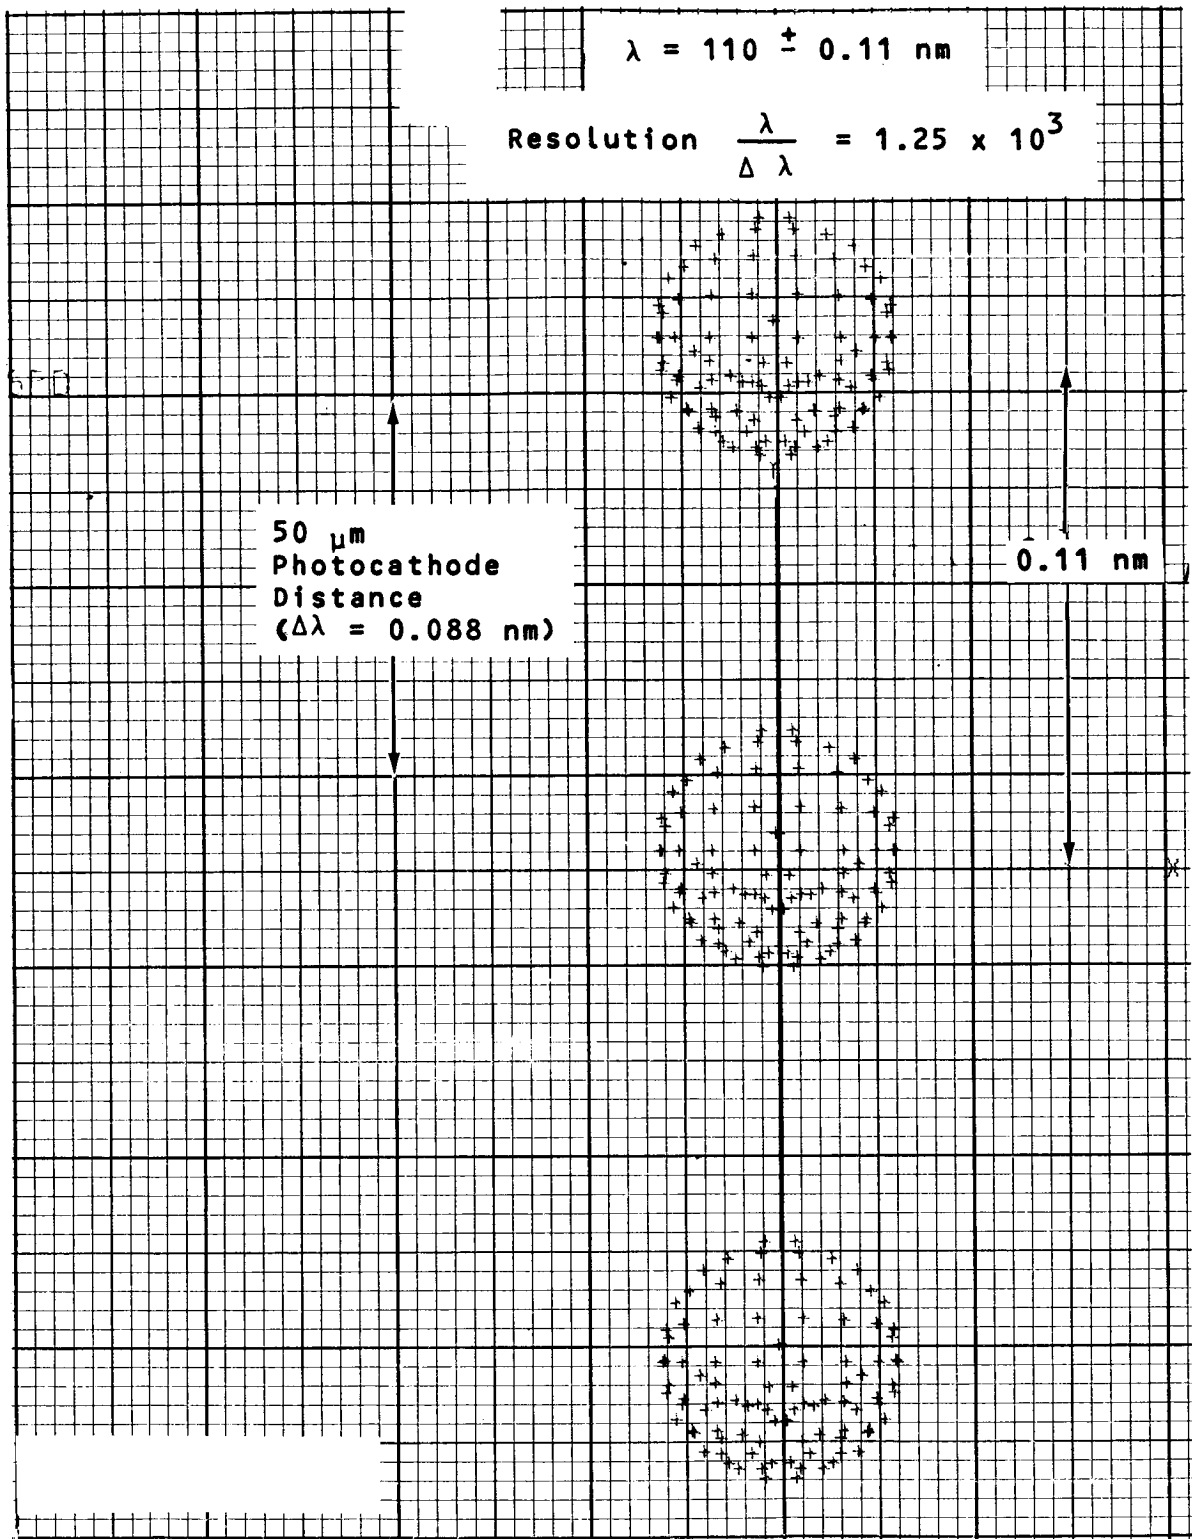 λ = 110 ± 0.11 nm
Resolution λ/Δλ = 1.25 x 10³
50 μm
Photocathode
Distance
(Δλ = 0.088 nm)
0.11 nm
Y
X